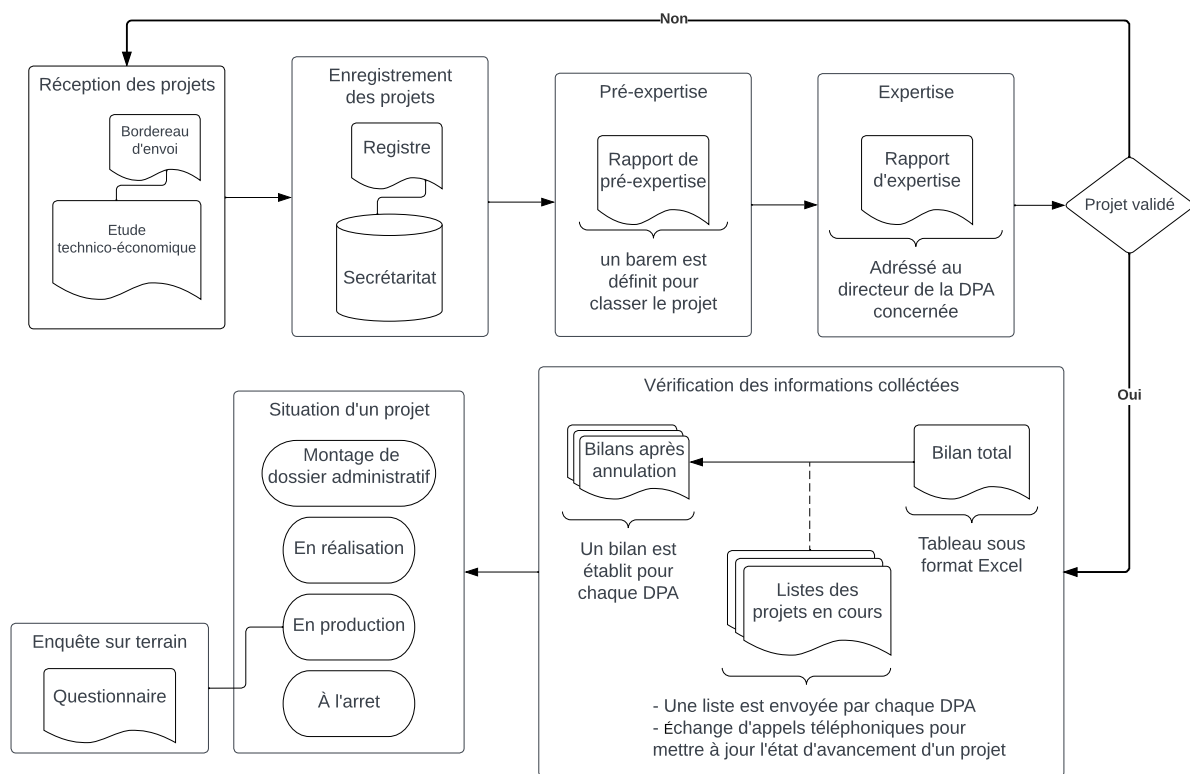 Non
Réception des projets
Bordereau
d'envoi
Etude
technico-économique
Enregistrement
des projets
Registre
Secrétaritat
Pré-expertise
Rapport de
pré-expertise
un barem est
définit pour
classer le projet
Expertise
Rapport
d'expertise
Adréssé au
directeur de la DPA
concernée
Projet validé
Oui
Vérification des informations colléctées
Bilan total
Tableau sous
format Excel
Bilans après
annulation
Un bilan est
établit pour
chaque DPA
Listes des
projets en cours
- Une liste est envoyée par chaque DPA
- Échange d'appels téléphoniques pour
mettre à jour l'état d'avancement d'un projet
Situation d'un projet
Montage de
dossier administratif
En réalisation
En production
À l'arret
Enquête sur terrain
Questionnaire